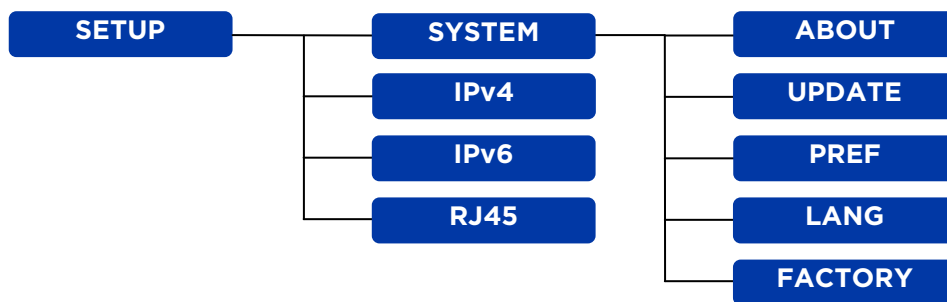 SETUP
SYSTEM
IPv4
IPv6
RJ45
ABOUT
UPDATE
PREF
LANG
FACTORY